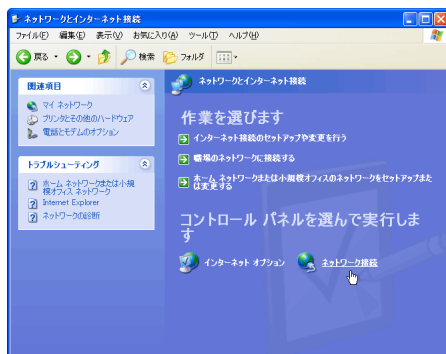 ネットワークとインターネット接続
ファイル(F) 編集(E) 表示(V) お気に入り(A) ツール(T) ヘルプ(H)
戻る 検索 フォルダ
関連項目
マイ ネットワーク
プリンタとその他のハードウェア
電話とモデムのオプション
トラブルシューティング
ホーム ネットワークまたは小規
模オフィス ネットワーク
Internet Explorer
ネットワークの診断
ネットワークとインターネット接続
作業を選びます
インターネット接続のセットアップや変更を行う
職場のネットワークに接続する
ホーム ネットワークまたは小規模オフィスのネットワークをセットアップまた
は変更する
コントロール パネルを選んで実行しま
す
インターネット オプション ネットワーク接続